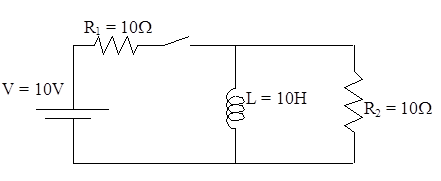 R₁ = 10Ω
V = 10V
L = 10H
R₂ = 10Ω